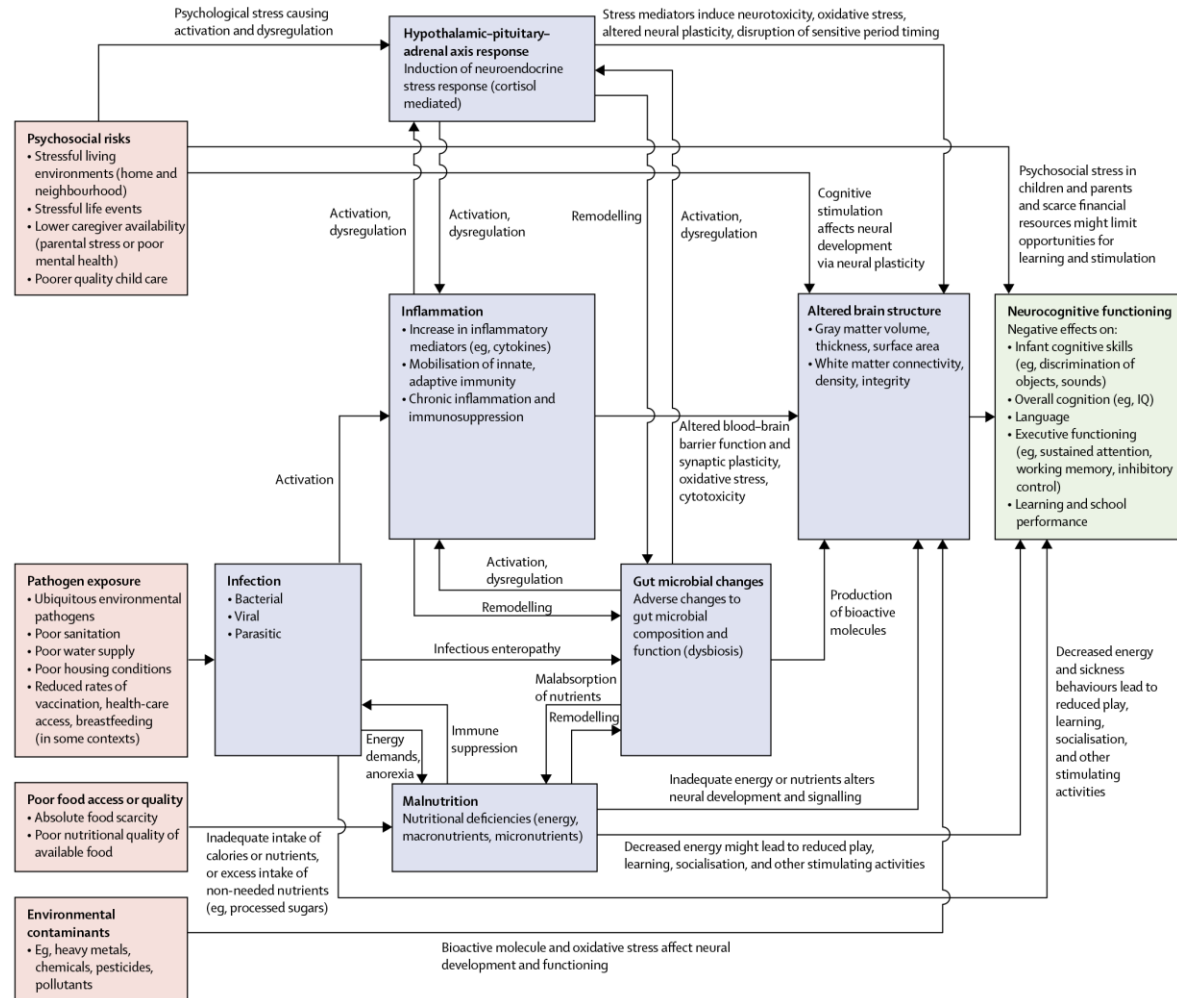 Psychological stress causing
activation and dysregulation
Hypothalamic–pituitary–
adrenal axis response
Induction of neuroendocrine
stress response (cortisol
mediated)
Stress mediators induce neurotoxicity, oxidative stress,
altered neural plasticity, disruption of sensitive period timing
Psychosocial risks
• Stressful living
environments (home and
neighbourhood)
• Stressful life events
• Lower caregiver availability
(parental stress or poor
mental health)
• Poorer quality child care
Activation,
dysregulation
Activation,
dysregulation
Remodelling
Activation,
dysregulation
Cognitive
stimulation
affects neural
development
via neural plasticity
Psychosocial stress in
children and parents
and scarce financial
resources might limit
opportunities for
learning and stimulation
Inflammation
• Increase in inflammatory
mediators (eg, cytokines)
• Mobilisation of innate,
adaptive immunity
• Chronic inflammation and
immunosuppression
Altered brain structure
• Gray matter volume,
thickness, surface area
• White matter connectivity,
density, integrity
Neurocognitive functioning
Negative effects on:
• Infant cognitive skills
(eg, discrimination of
objects, sounds)
• Overall cognition (eg, IQ)
• Language
• Executive functioning
(eg, sustained attention,
working memory, inhibitory
control)
• Learning and school
performance
Activation
Altered blood–brain
barrier function and
synaptic plasticity,
oxidative stress,
cytotoxicity
Pathogen exposure
• Ubiquitous environmental
pathogens
• Poor sanitation
• Poor water supply
• Poor housing conditions
• Reduced rates of
vaccination, health-care
access, breastfeeding
(in some contexts)
Infection
• Bacterial
• Viral
• Parasitic
Activation,
dysregulation
Remodelling
Infectious enteropathy
Gut microbial changes
Adverse changes to
gut microbial
composition and
function (dysbiosis)
Production
of bioactive
molecules
Malabsorption
of nutrients
Remodelling
Energy
demands,
anorexia
Immune
suppression
Decreased energy
and sickness
behaviours lead to
reduced play,
learning,
socialisation,
and other
stimulating
activities
Poor food access or quality
• Absolute food scarcity
• Poor nutritional quality of
available food
Inadequate intake of
calories or nutrients,
or excess intake of
non-needed nutrients
(eg, processed sugars)
Malnutrition
Nutritional deficiencies (energy,
macronutrients, micronutrients)
Inadequate energy or nutrients alters
neural development and signalling
Decreased energy might lead to reduced play,
learning, socialisation, and other stimulating activities
Environmental
contaminants
• Eg, heavy metals,
chemicals, pesticides,
pollutants
Bioactive molecule and oxidative stress affect neural
development and functioning